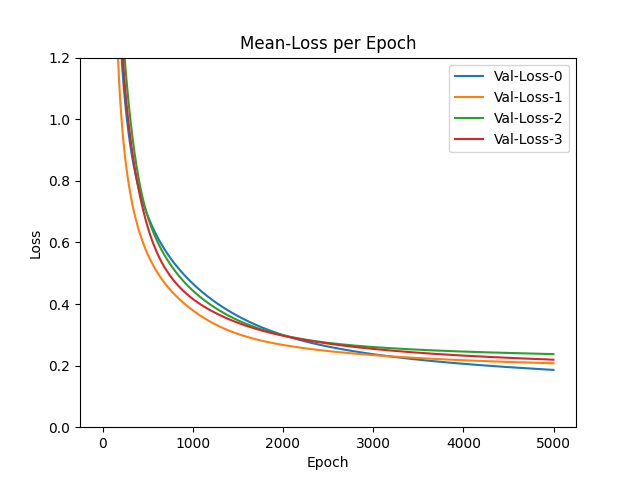 Mean-Loss per Epoch
Val-Loss-0
Val-Loss-1
Val-Loss-2
Val-Loss-3
Loss
1.2
1.0
0.8
0.6
0.4
0.2
0.0
0 1000 2000 3000 4000 5000
Epoch